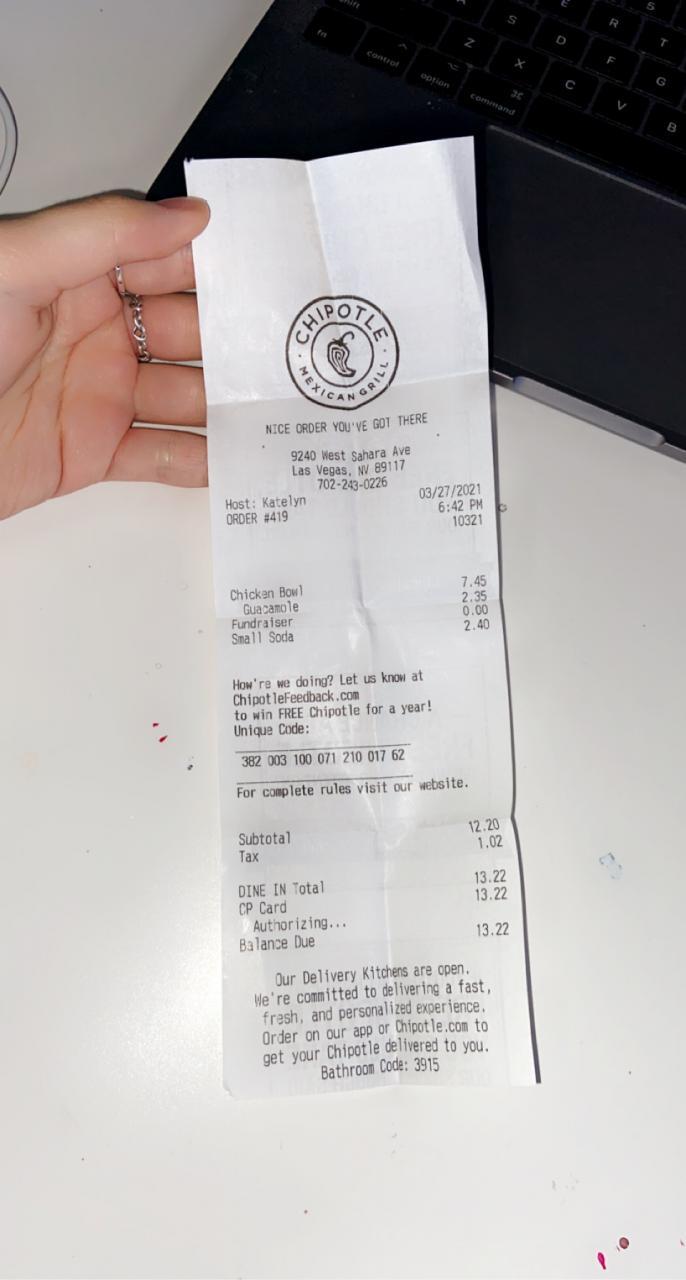 shift
S
E
R
S
T
fn
control
Z
X
D
F
G
option
command
C
V
B
CHIPOTLE
MEXICAN GRILL
NICE ORDER YOU'VE GOT THERE
9240 West Sahara Ave
Las Vegas, NV 89117
702-243-0226
Host: Katelyn 03/27/2021
ORDER #419 6:42 PM
10321
Chicken Bowl 7.45
Guacamole 2.35
Fundraiser 0.00
Small Soda 2.40
How're we doing? Let us know at
ChipotleFeedback.com
to win FREE Chipotle for a year!
Unique Code:
382 003 100 071 210 017 62
For complete rules visit our website.
Subtotal 12.20
Tax 1.02
DINE IN Total 13.22
CP Card 13.22
Authorizing...
Balance Due 13.22
Our Delivery Kitchens are open.
We're committed to delivering a fast,
fresh, and personalized experience.
Order on our app or Chipotle.com to
get your Chipotle delivered to you.
Bathroom Code: 3915